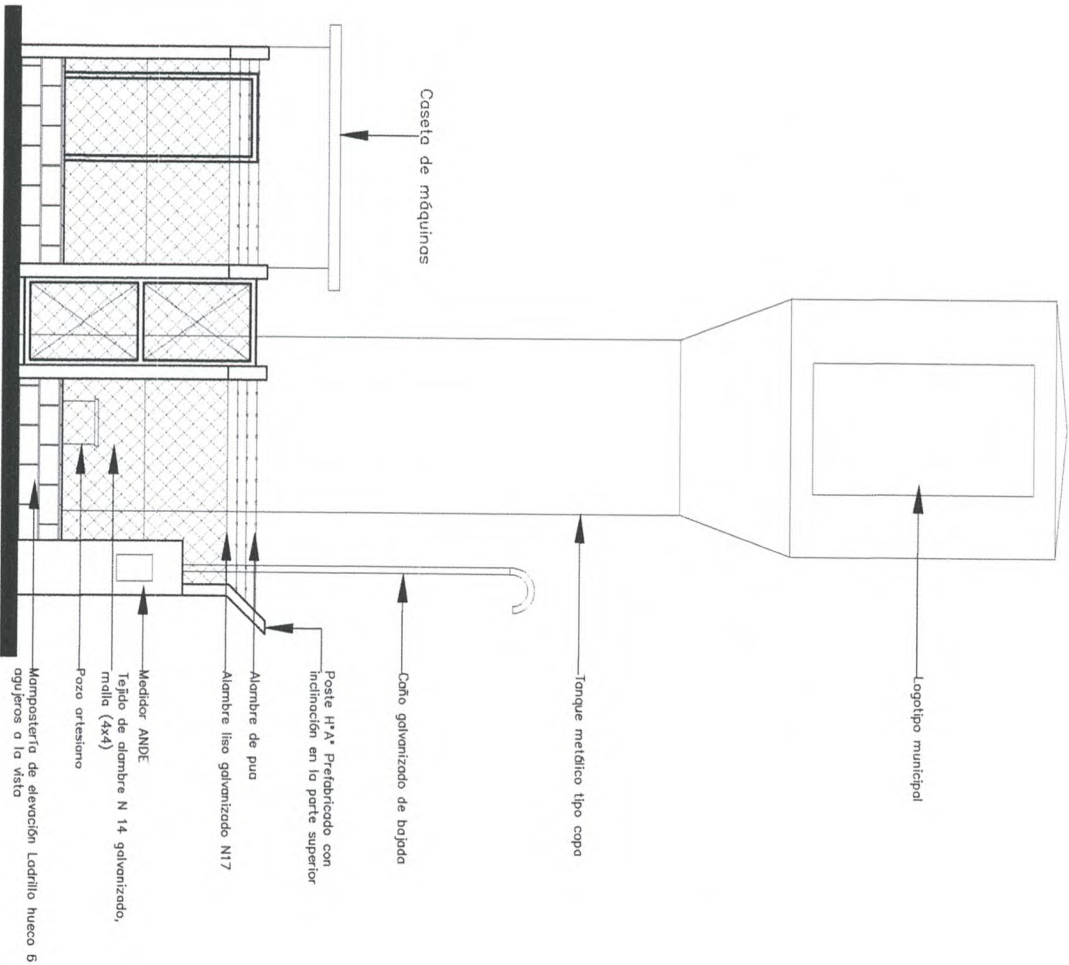 Caseta de máquinas
Logotipo municipal
Tanque metálico tipo copa
Caño galvanizado de bajada
Poste H°A° Prefabricado con
inclinación en la parte superior
Alambre de pua
Alambre liso galvanizado N17
Medidor ANDE
Tejido de alambre N 14 galvanizado,
malla (4x4)
Pozo artesiano
Mampostería de elevación Ladrillo hueco 6
agujeros a la vista